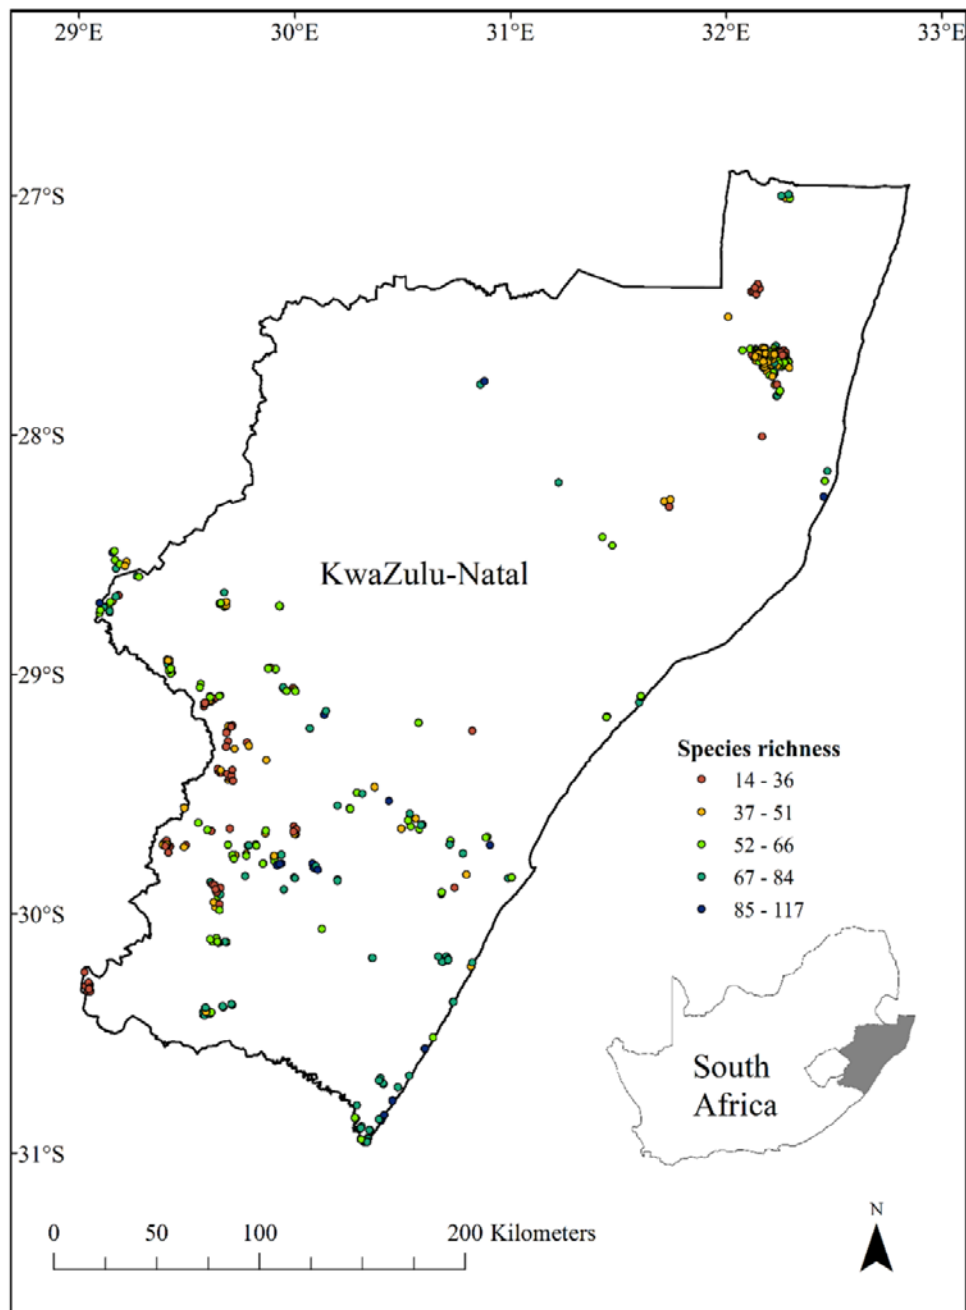 29°E 30°E 31°E 32°E 33°E
27°S
28°S
KwaZulu-Natal
29°S
Species richness
14 - 36
37 - 51
52 - 66
67 - 84
85 - 117
30°S
South
Africa
31°S
N
0 50 100 200 Kilometers